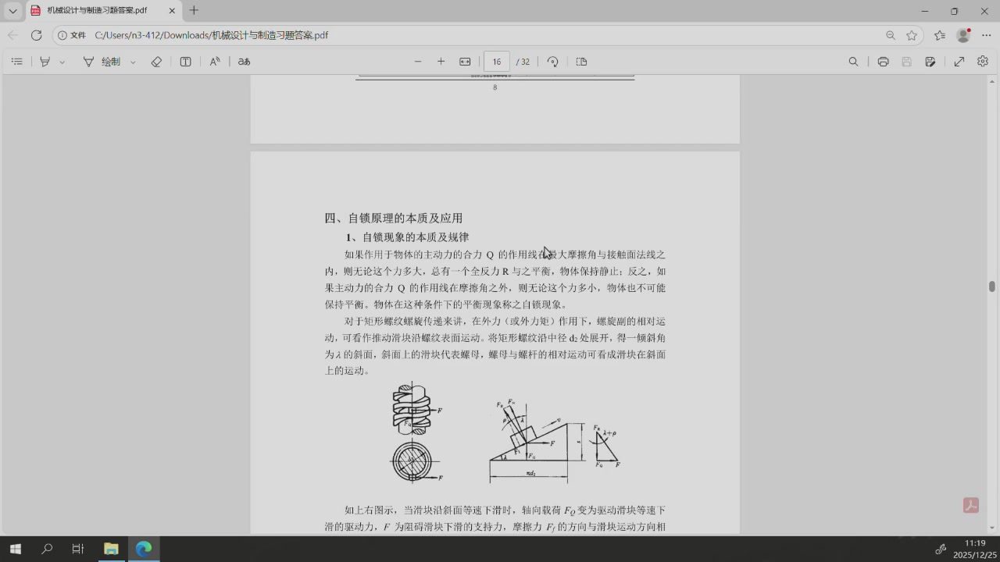 机械设计与制造习题答案.pdf
文件 C:/Users/n3-412/Downloads/机械设计与制造习题答案.pdf
绘制
aあ
16 / 32
8
四、自锁原理的本质及应用
1、自锁现象的本质及规律
如果作用于物体的主动力的合力 Q 的作用线在最大摩擦角与接触面法线之
内，则无论这个力多大，总有一个全反力 R 与之平衡，物体保持静止；反之，如
果主动力的合力 Q 的作用线在摩擦角之外，则无论这个力多小，物体也不可能
保持平衡。物体在这种条件下的平衡现象称之自锁现象。
对于矩形螺纹螺旋传递来讲，在外力（或外力矩）作用下，螺旋副的相对运
动，可看作推动滑块沿螺纹表面运动。将矩形螺纹沿中径 d₂ 处展开，得一倾斜角
为 λ 的斜面，斜面上的滑块代表螺母，螺母与螺杆的相对运动可看成滑块在斜面
上的运动。
F
F
F_R F_n
ρ λ
v
F
F_Q
λ
s
πd₂
F_R
λ+ρ
F_Q F
如上右图示，当滑块沿斜面等速下滑时，轴向载荷 F_Q 变为驱动滑块等速下
滑的驱动力，F 为阻碍滑块下滑的支持力，摩擦力 F_f 的方向与滑块运动方向相
11:19
2025/12/25